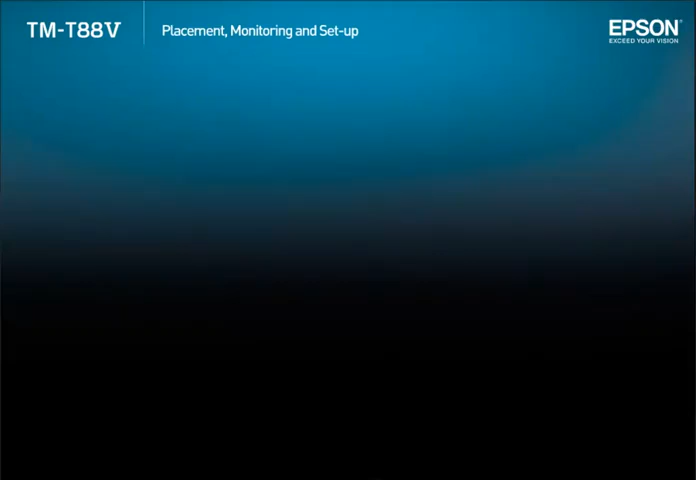 TM-T88V
Placement, Monitoring and Set-up
EPSON®
EXCEED YOUR VISION